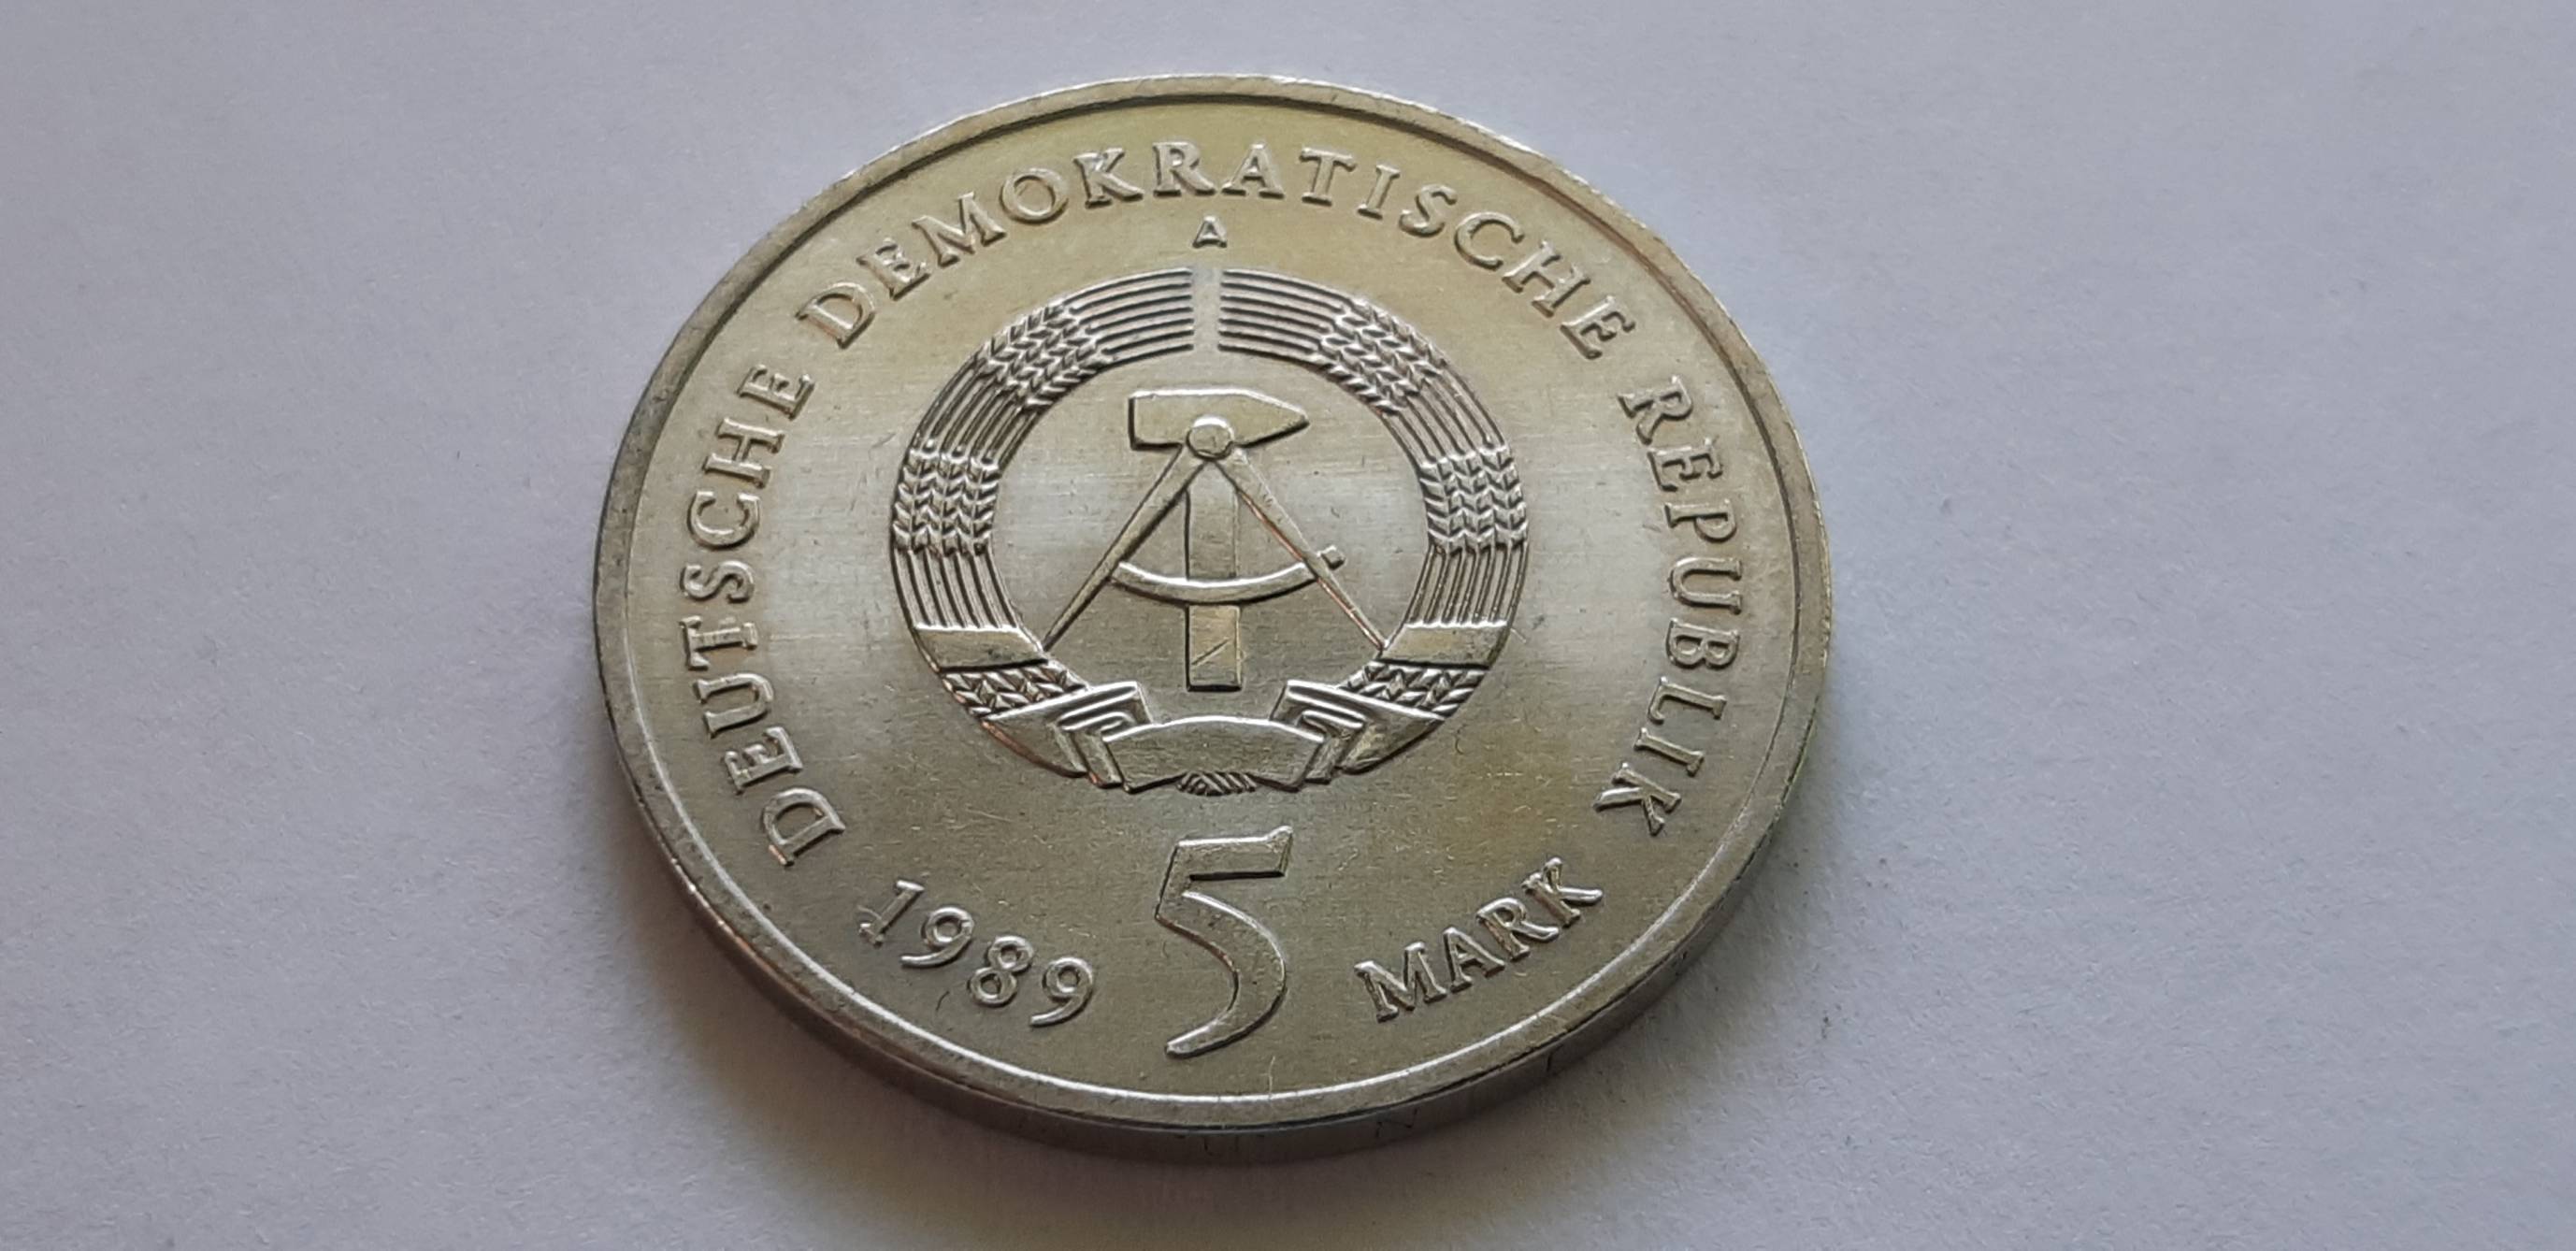 DEUTSCHE DEMOKRATISCHE REPUBLIK
A
1989 5 MARK